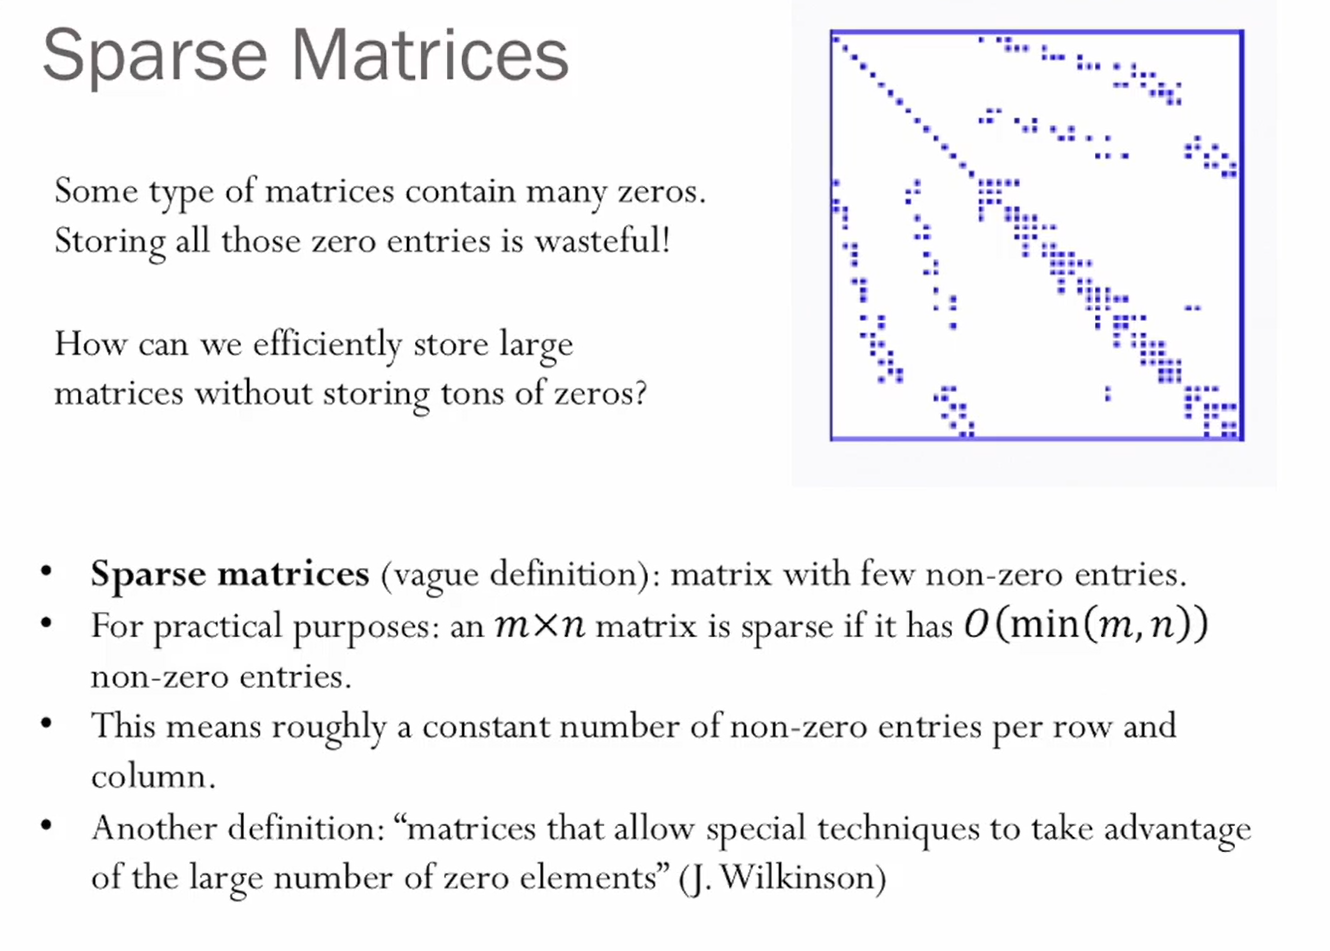 Sparse Matrices
Some type of matrices contain many zeros.
Storing all those zero entries is wasteful!
How can we efficiently store large
matrices without storing tons of zeros?
• Sparse matrices (vague definition): matrix with few non-zero entries.
• For practical purposes: an m×n matrix is sparse if it has O(min(m, n))
non-zero entries.
• This means roughly a constant number of non-zero entries per row and
column.
• Another definition: “matrices that allow special techniques to take advantage
of the large number of zero elements” (J. Wilkinson)